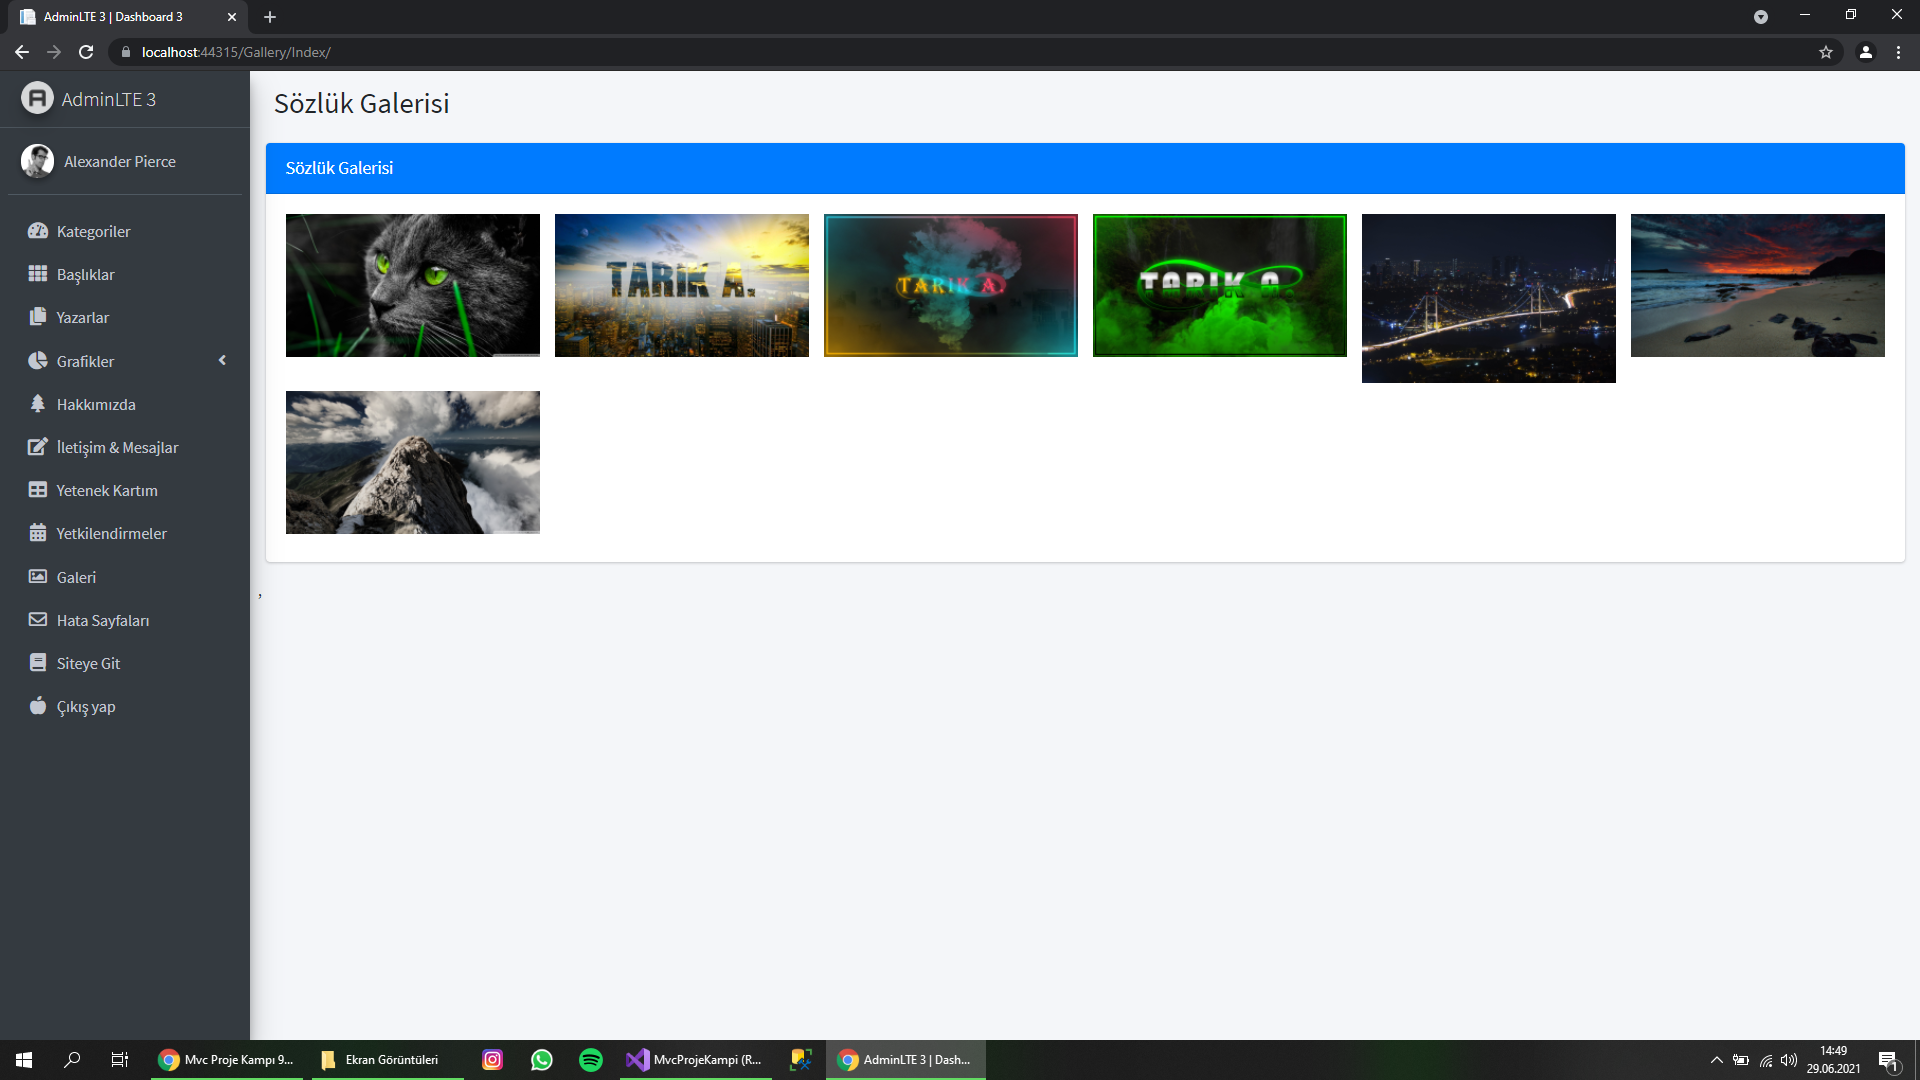 AdminLTE 3 | Dashboard 3
localhost:44315/Gallery/Index/
AdminLTE 3
Alexander Pierce
Kategoriler
Başlıklar
Yazarlar
Grafikler
Hakkımızda
İletişim & Mesajlar
Yetenek Kartım
Yetkilendirmeler
Galeri
Hata Sayfaları
Siteye Git
Çıkış yap
Sözlük Galerisi
Sözlük Galerisi
TARIK A.
TARIK A.
TARIK A.
,
Mvc Proje Kampı 9...
Ekran Görüntüleri
MvcProjeKampi (R...
AdminLTE 3 | Dash...
14:49
29.06.2021
1